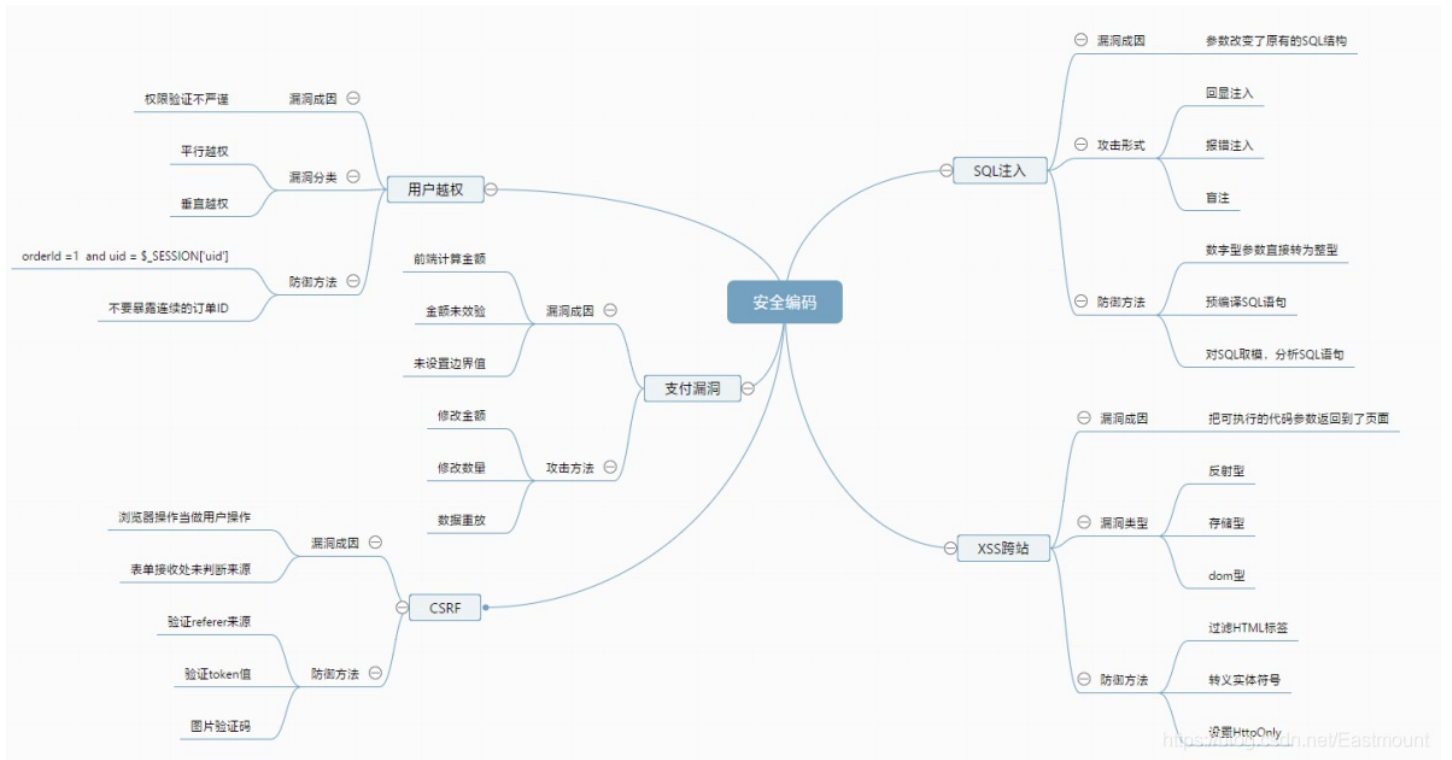 安全编码
SQL注入
漏洞成因
参数改变了原有的SQL结构
攻击形式
回显注入
报错注入
盲注
防御方法
数字型参数直接转为整型
预编译SQL语句
对SQL取模，分析SQL语句
XSS跨站
漏洞成因
把可执行的代码参数返回到了页面
漏洞类型
反射型
存储型
dom型
防御方法
过滤HTML标签
转义实体符号
设置HttpOnly
用户越权
漏洞成因
权限验证不严谨
漏洞分类
平行越权
垂直越权
防御方法
orderId =1 and uid = $_SESSION['uid']
不要暴露连续的订单ID
支付漏洞
漏洞成因
前端计算金额
金额未效验
未设置边界值
攻击方法
修改金额
修改数量
数据重放
CSRF
漏洞成因
浏览器操作当做用户操作
表单接收处未判断来源
防御方法
验证referer来源
验证token值
图片验证码
https://blog.csdn.net/Eastmount